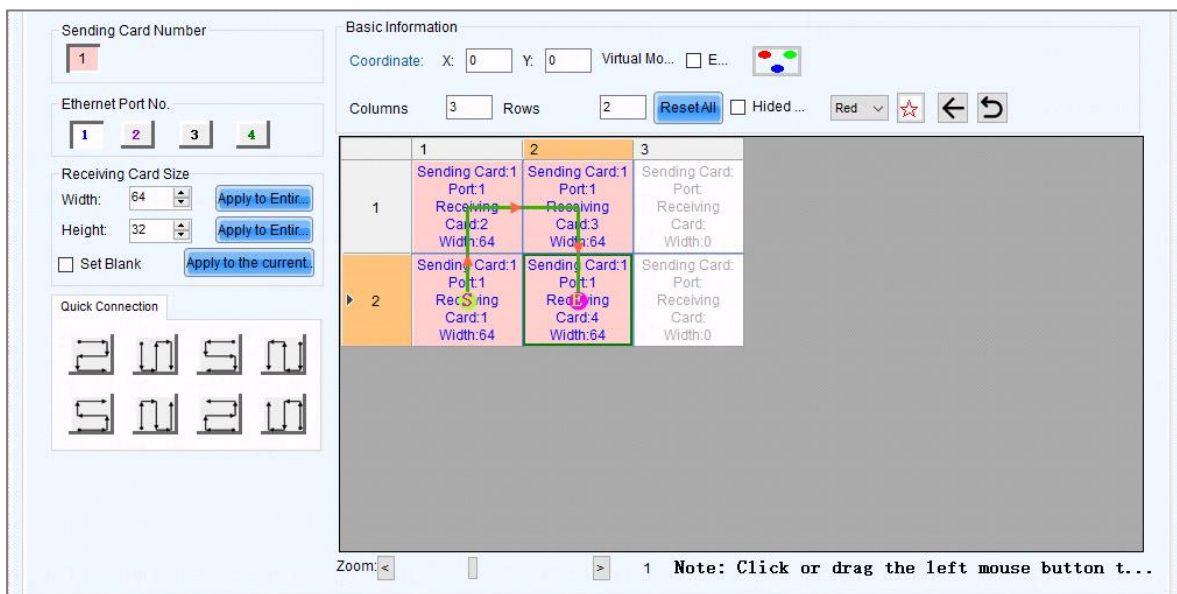 Sending Card Number
1
Ethernet Port No.
1 2 3 4
Receiving Card Size
Width: 64 Apply to Entir...
Height: 32 Apply to Entir...
Set Blank Apply to the current.
Quick Connection
Basic Information
Coordinate: X: 0 Y: 0 Virtual Mo... E...
Columns 3 Rows 2 Reset All Hided ... Red
1 2 3
1
Sending Card:1
Port:1
Receiving
Card:2
Width:64
Sending Card:1
Port:1
Receiving
Card:3
Width:64
Sending Card:
Port:
Receiving
Card:
Width:0
2
Sending Card:1
Port:1
Receiving
Card:1
Width:64
S
Sending Card:1
Port:1
Receiving
Card:4
Width:64
E
Sending Card:
Port:
Receiving
Card:
Width:0
Zoom: < > 1 Note: Click or drag the left mouse button t...